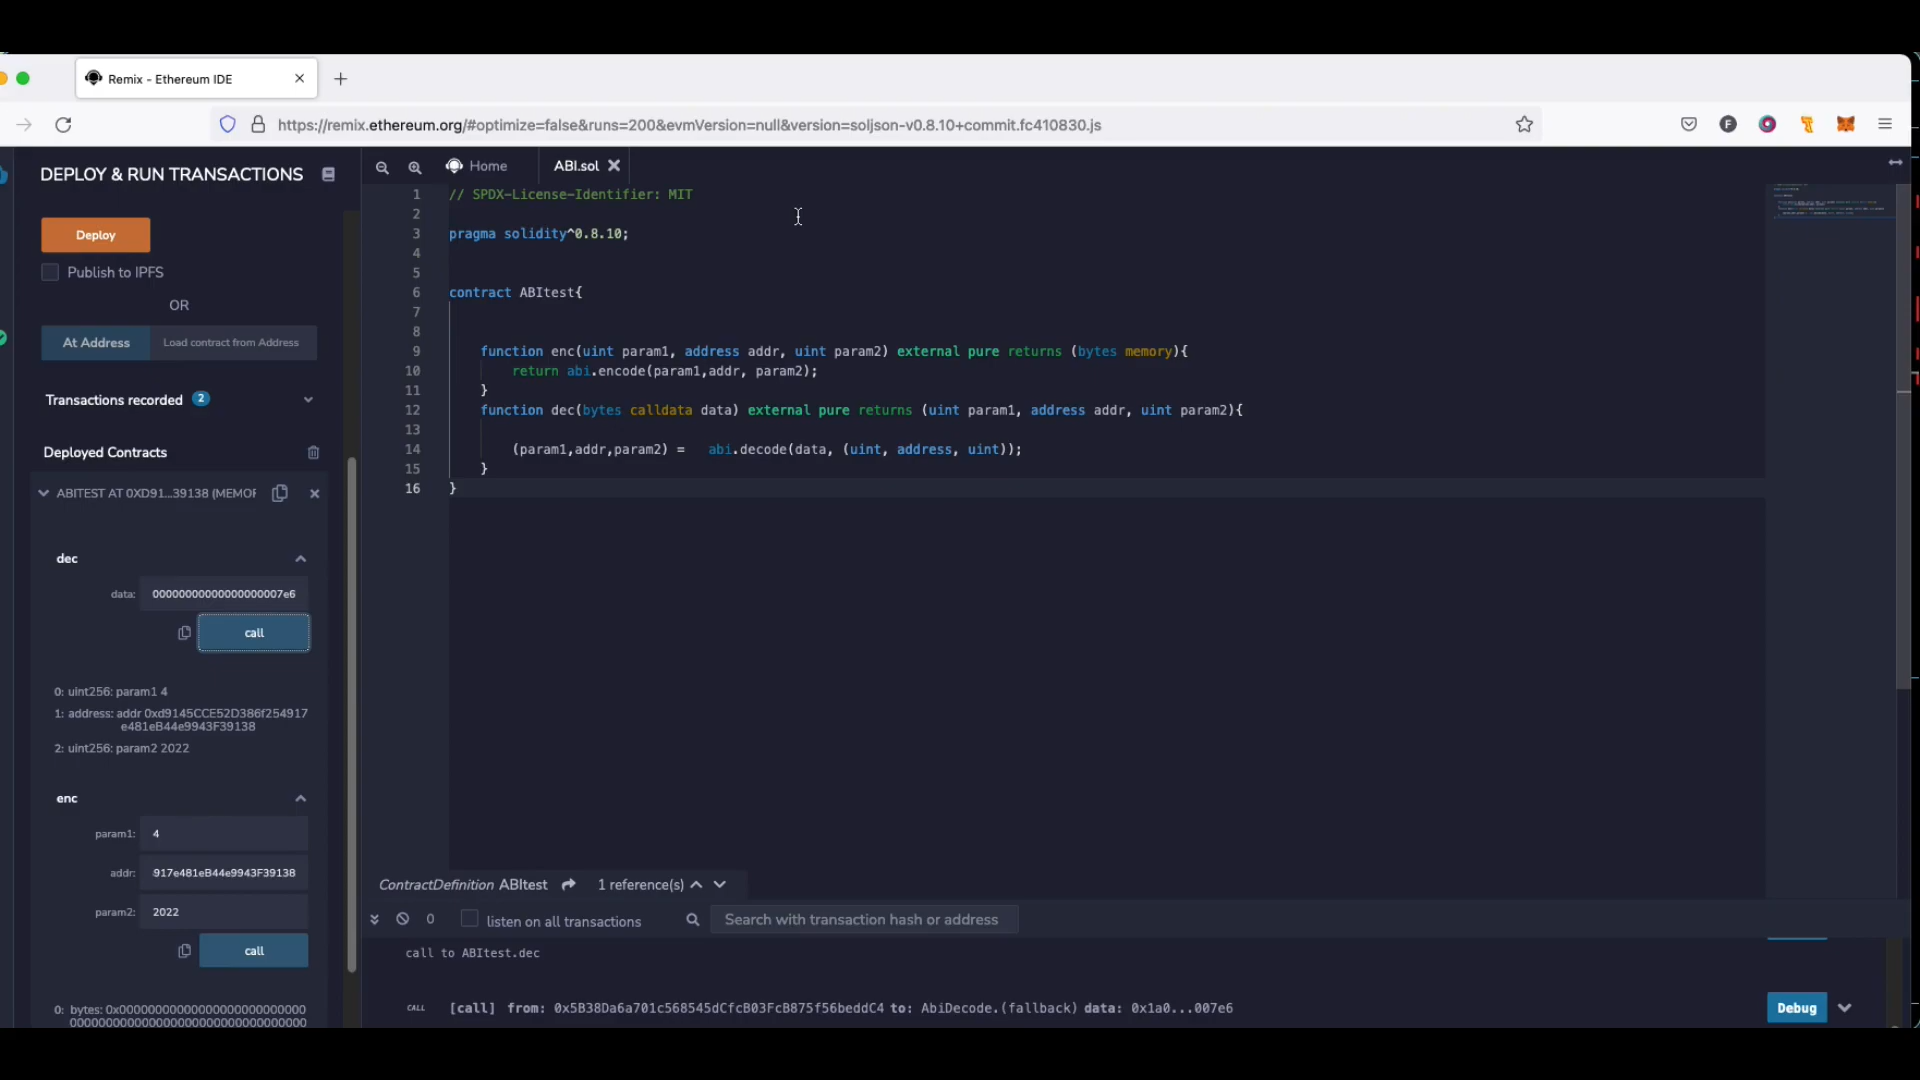 Remix - Ethereum IDE
https://remix.ethereum.org/#optimize=false&runs=200&evmVersion=null&version=soljson-v0.8.10+commit.fc410830.js
F
DEPLOY & RUN TRANSACTIONS
Deploy
Publish to IPFS
OR
At Address
Load contract from Address
Transactions recorded 2
Deployed Contracts
ABITEST AT 0XD91...39138 (MEMOF
dec
data: 00000000000000000007e6
call
0: uint256: param1 4
1: address: addr 0xd9145CCE52D386f254917
e481eB44e9943F39138
2: uint256: param2 2022
enc
param1: 4
addr: 917e481eB44e9943F39138
param2: 2022
call
Home
ABI.sol
1 // SPDX-License-Identifier: MIT
2
3 pragma solidity^0.8.10;
4
5
6 contract ABItest{
7
8
9 function enc(uint param1, address addr, uint param2) external pure returns (bytes memory){
10 return abi.encode(param1,addr, param2);
11 }
12 function dec(bytes calldata data) external pure returns (uint param1, address addr, uint param2){
13
14 (param1,addr,param2) = abi.decode(data, (uint, address, uint));
15 }
16 }
ContractDefinition ABItest 1 reference(s)
0 listen on all transactions
Search with transaction hash or address
call to ABItest.dec
CALL [call] from: 0x5B38Da6a701c568545dCfcB03FcB875f56beddC4 to: AbiDecode.(fallback) data: 0x1a0...007e6
Debug